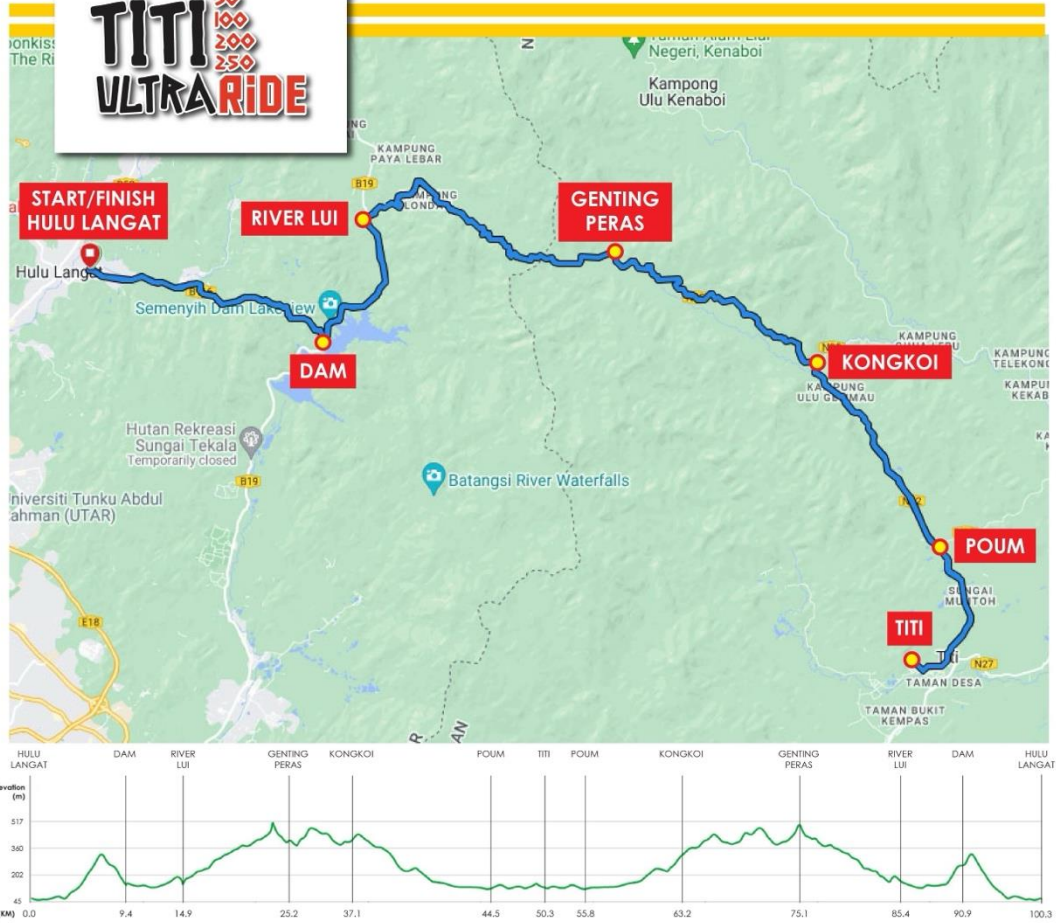 TITI
100
200
250
ULTRARiDE
Negeri, Kenaboi
Kampong
Ulu Kenaboi
The Ri
KAMPUNG
PAYA LEBAR
B19
START/FINISH
HULU LANGAT
RIVER LUI
GENTING
PERAS
Hulu Langat
Semenyih Dam Lakeview
DAM
KONGKOI
KAMPUNG
TELEKONG
KAMPUNG
ULU GEMAU
Hutan Rekreasi
Sungai Tekala
Temporarily closed
B19
Batangsi River Waterfalls
Universiti Tunku Abdul
Rahman (UTAR)
POUM
E18
SUNGAI
MUNTOH
TITI
Titi
N27
TAMAN DESA
TAMAN BUKIT
KEMPAS
HULU LANGAT DAM RIVER LUI GENTING PERAS KONGKOI POUM TITI POUM KONGKOI GENTING PERAS RIVER LUI DAM HULU LANGAT
evation
(m)
517
360
202
45
KM) 0.0 9.4 14.9 25.2 37.1 44.5 50.3 55.8 63.2 75.1 85.4 90.9